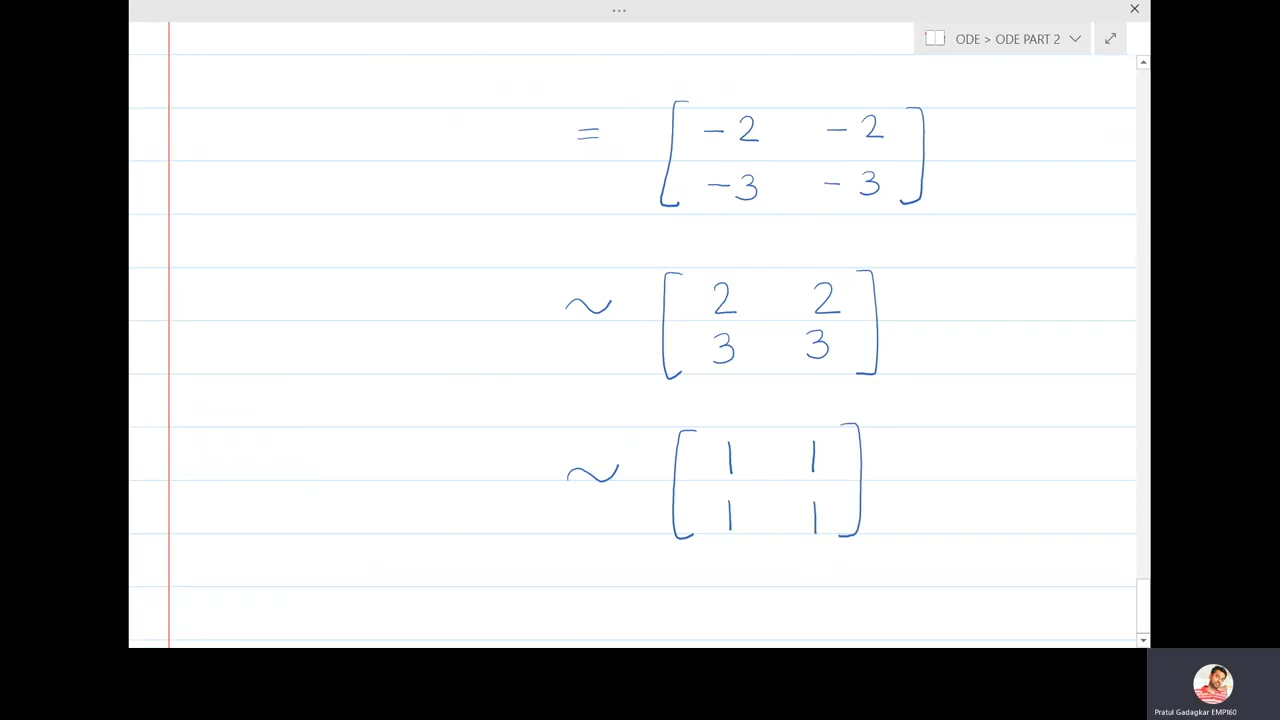 ...
ODE > ODE PART 2
= [ -2 -2
-3 -3 ]
~ [ 2 2
3 3 ]
~ [ 1 1
1 1 ]
Pratul Gadagkar EMP160